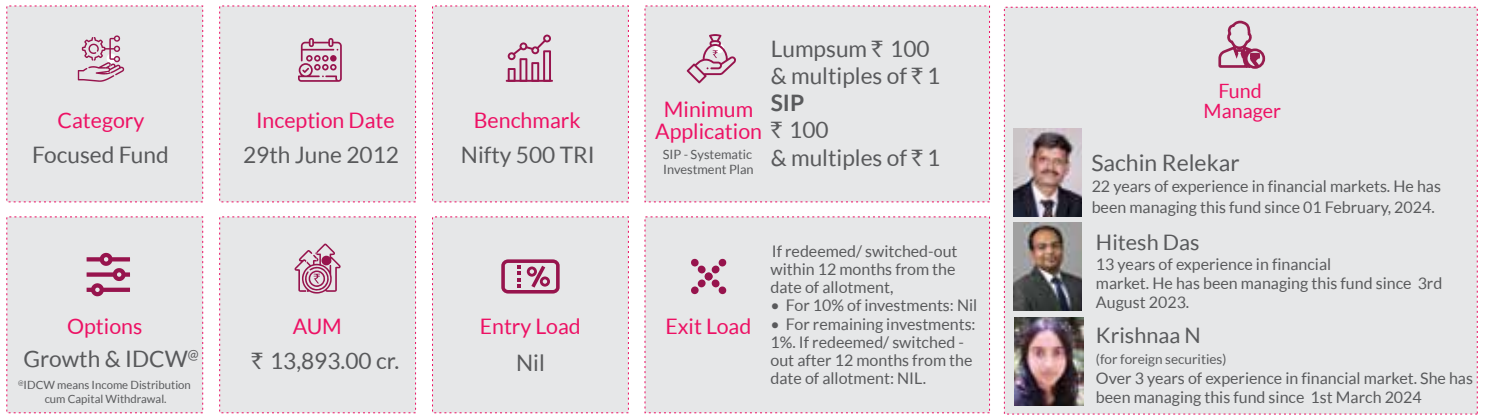 Category
Focused Fund
Inception Date
29th June 2012
Benchmark
Nifty 500 TRI
Minimum
Application
SIP - Systematic
Investment Plan
Lumpsum ₹ 100
& multiples of ₹ 1
SIP
₹ 100
& multiples of ₹ 1
Fund
Manager
Sachin Relekar
22 years of experience in financial markets. He has
been managing this fund since 01 February, 2024.
Hitesh Das
13 years of experience in financial
market. He has been managing this fund since 3rd
August 2023.
Krishnaa N
(for foreign securities)
Over 3 years of experience in financial market. She has
been managing this fund since 1st March 2024
Options
Growth & IDCW@
@IDCW means Income Distribution
cum Capital Withdrawal.
AUM
₹ 13,893.00 cr.
Entry Load
Nil
Exit Load
If redeemed/ switched-out
within 12 months from the
date of allotment,
• For 10% of investments: Nil
• For remaining investments:
1%. If redeemed/ switched -
out after 12 months from the
date of allotment: NIL.